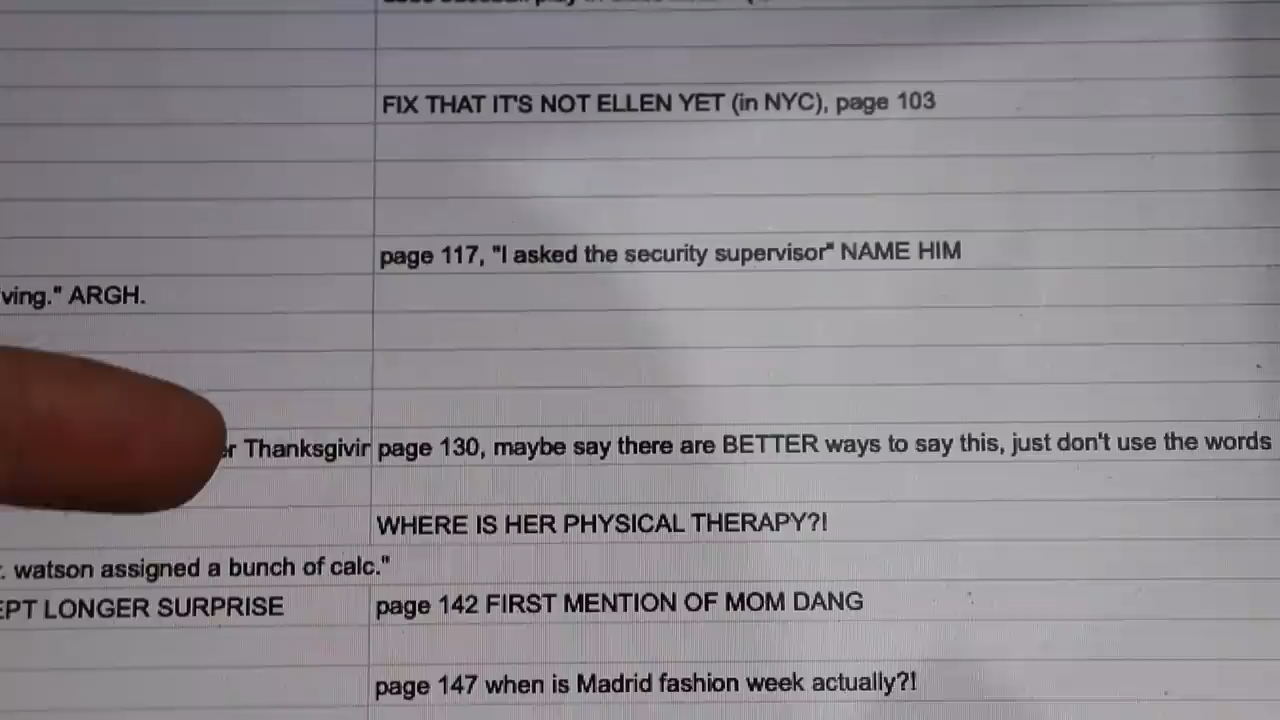 FIX THAT IT'S NOT ELLEN YET (in NYC), page 103
page 117, "I asked the security supervisor" NAME HIM
ving." ARGH.
er Thanksgivin page 130, maybe say there are BETTER ways to say this, just don't use the words
WHERE IS HER PHYSICAL THERAPY?!
. watson assigned a bunch of calc."
EPT LONGER SURPRISE page 142 FIRST MENTION OF MOM DANG
page 147 when is Madrid fashion week actually?!